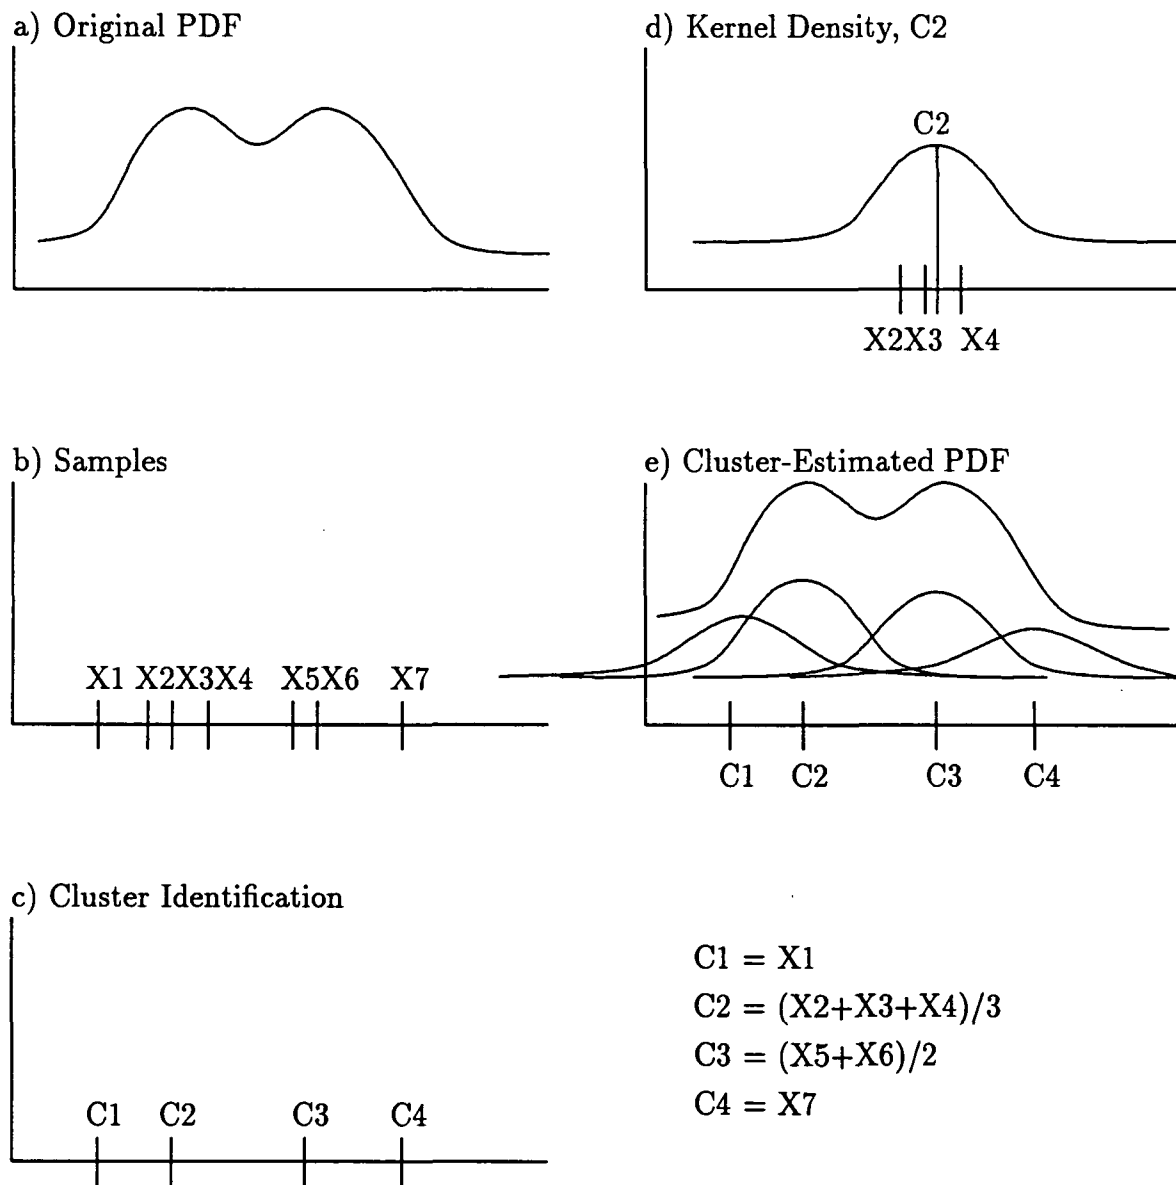 a) Original PDF
b) Samples
X1 X2X3X4 X5X6 X7
c) Cluster Identification
C1 C2 C3 C4
d) Kernel Density, C2
C2
X2X3 X4
e) Cluster-Estimated PDF
C1 C2 C3 C4
C1 = X1
C2 = (X2+X3+X4)/3
C3 = (X5+X6)/2
C4 = X7